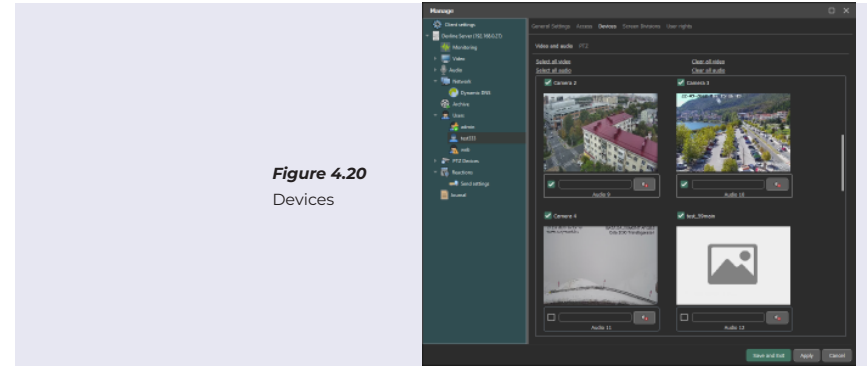 Figure 4.20
Devices
Manage
Client settings
Monitoring
Video
Audio
Network
Dynamic DNS
Archive
Users
admin
test333
web
PTZ Devices
Reactions
Send settings
Journal
General Settings Access Devices Screen Divisions User rights
Video and audio PTZ
Select all video Clear all video
Select all audio Clear all audio
Camera 2 Camera 3
Audio 9 Audio 10
Camera 4 test_39main
Audio 11 Audio 12
Save and Exit Apply Cancel